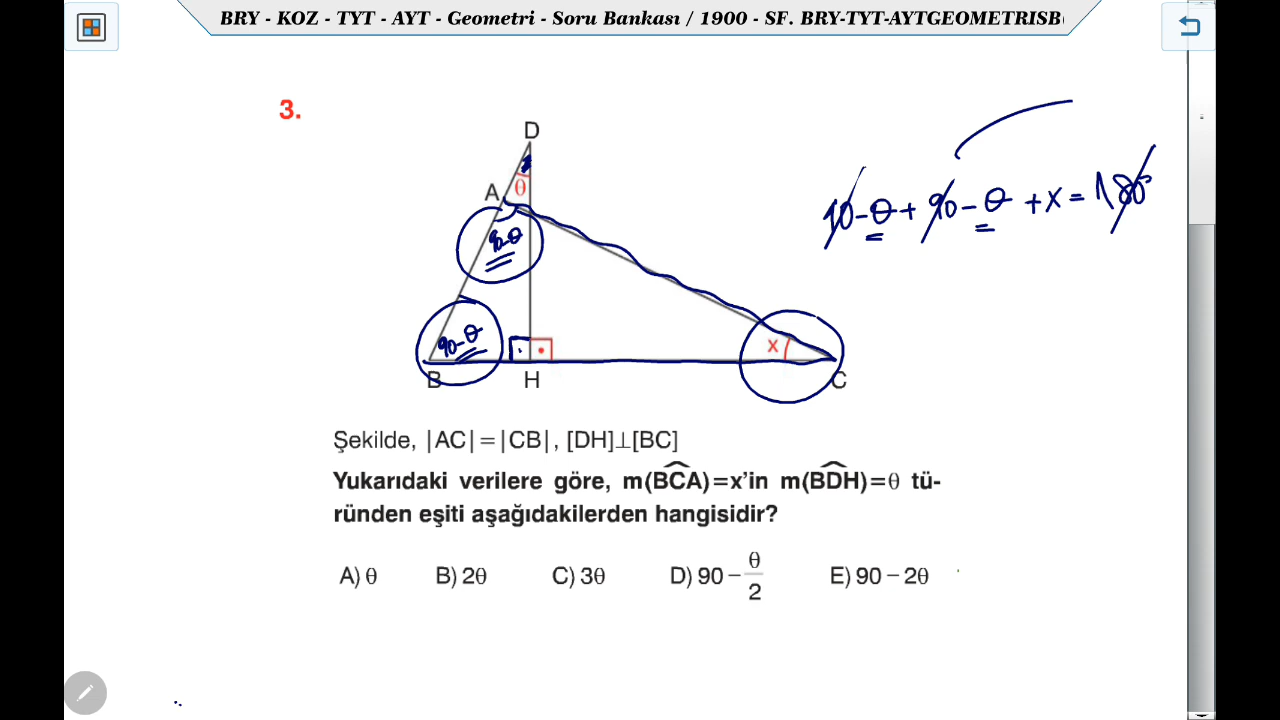 BRY - KOZ - TYT - AYT - Geometri - Soru Bankası / 1900 - SF. BRY-TYT-AYTGEOMETRISB
3.
D
A
θ
90-θ
90-θ
x
B
H
C
90-θ+90-θ+x=180°
Şekilde, |AC|=|CB|, [DH]⊥[BC]
Yukarıdaki verilere göre, m(BCA)=x'in m(BDH)=θ tü-
ründen eşiti aşağıdakilerden hangisidir?
A) θ B) 2θ C) 3θ D) 90 − θ/2 E) 90 − 2θ